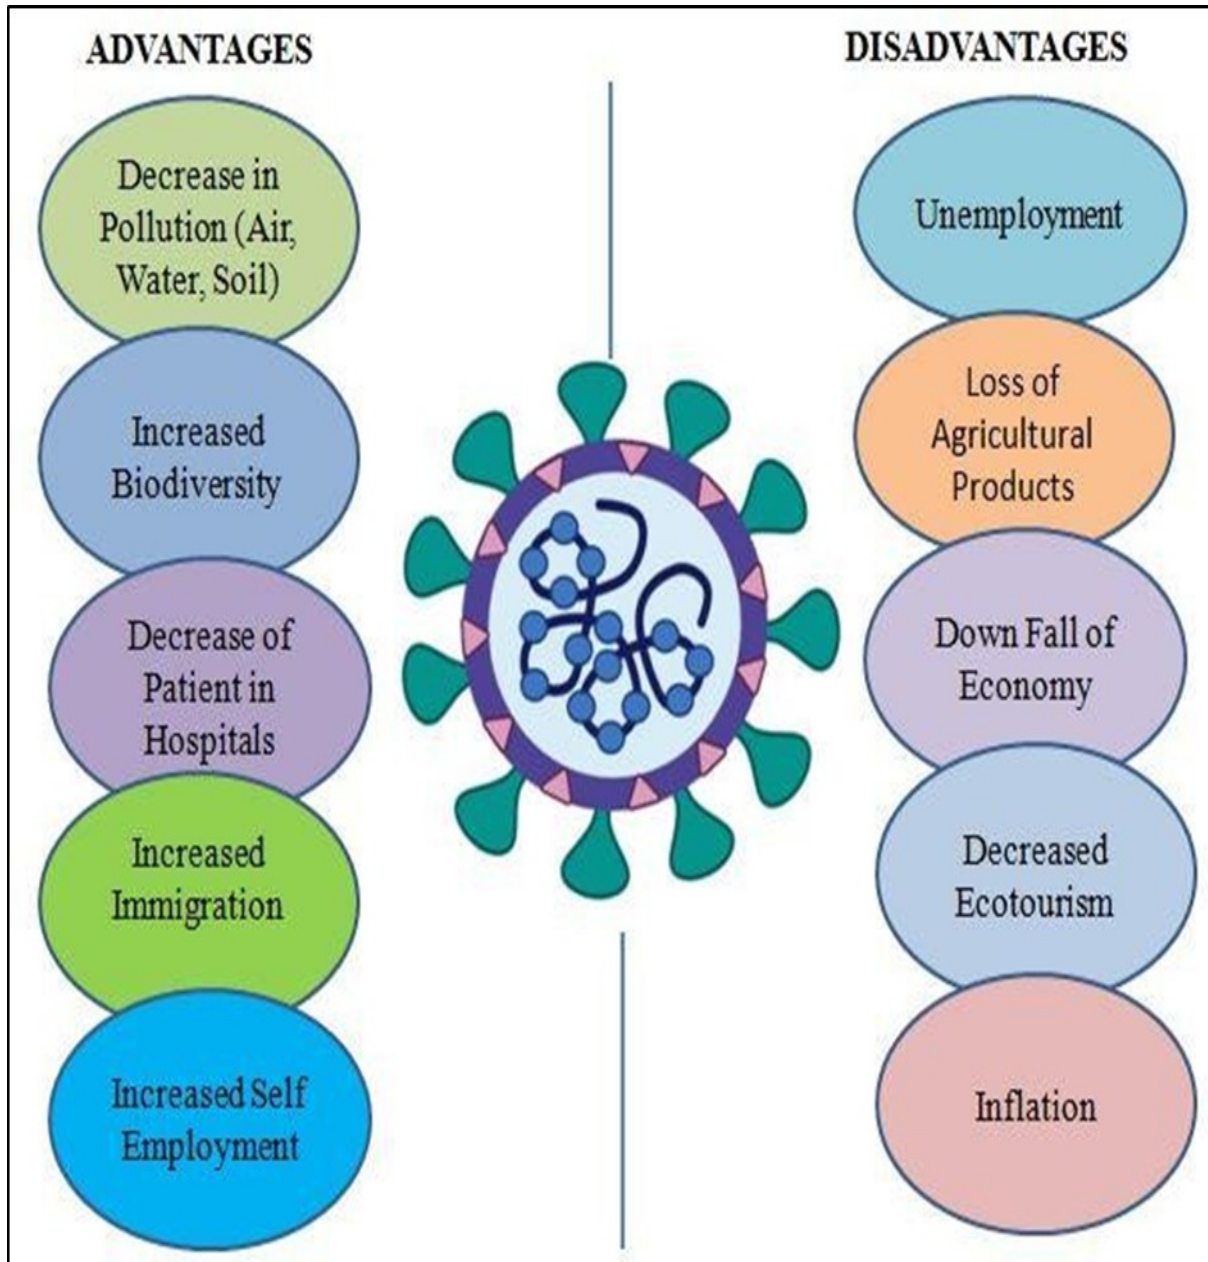 ADVANTAGES
Decrease in
Pollution (Air,
Water, Soil)
Increased
Biodiversity
Decrease of
Patient in
Hospitals
Increased
Immigration
Increased Self
Employment
DISADVANTAGES
Unemployment
Loss of
Agricultural
Products
Down Fall of
Economy
Decreased
Ecotourism
Inflation